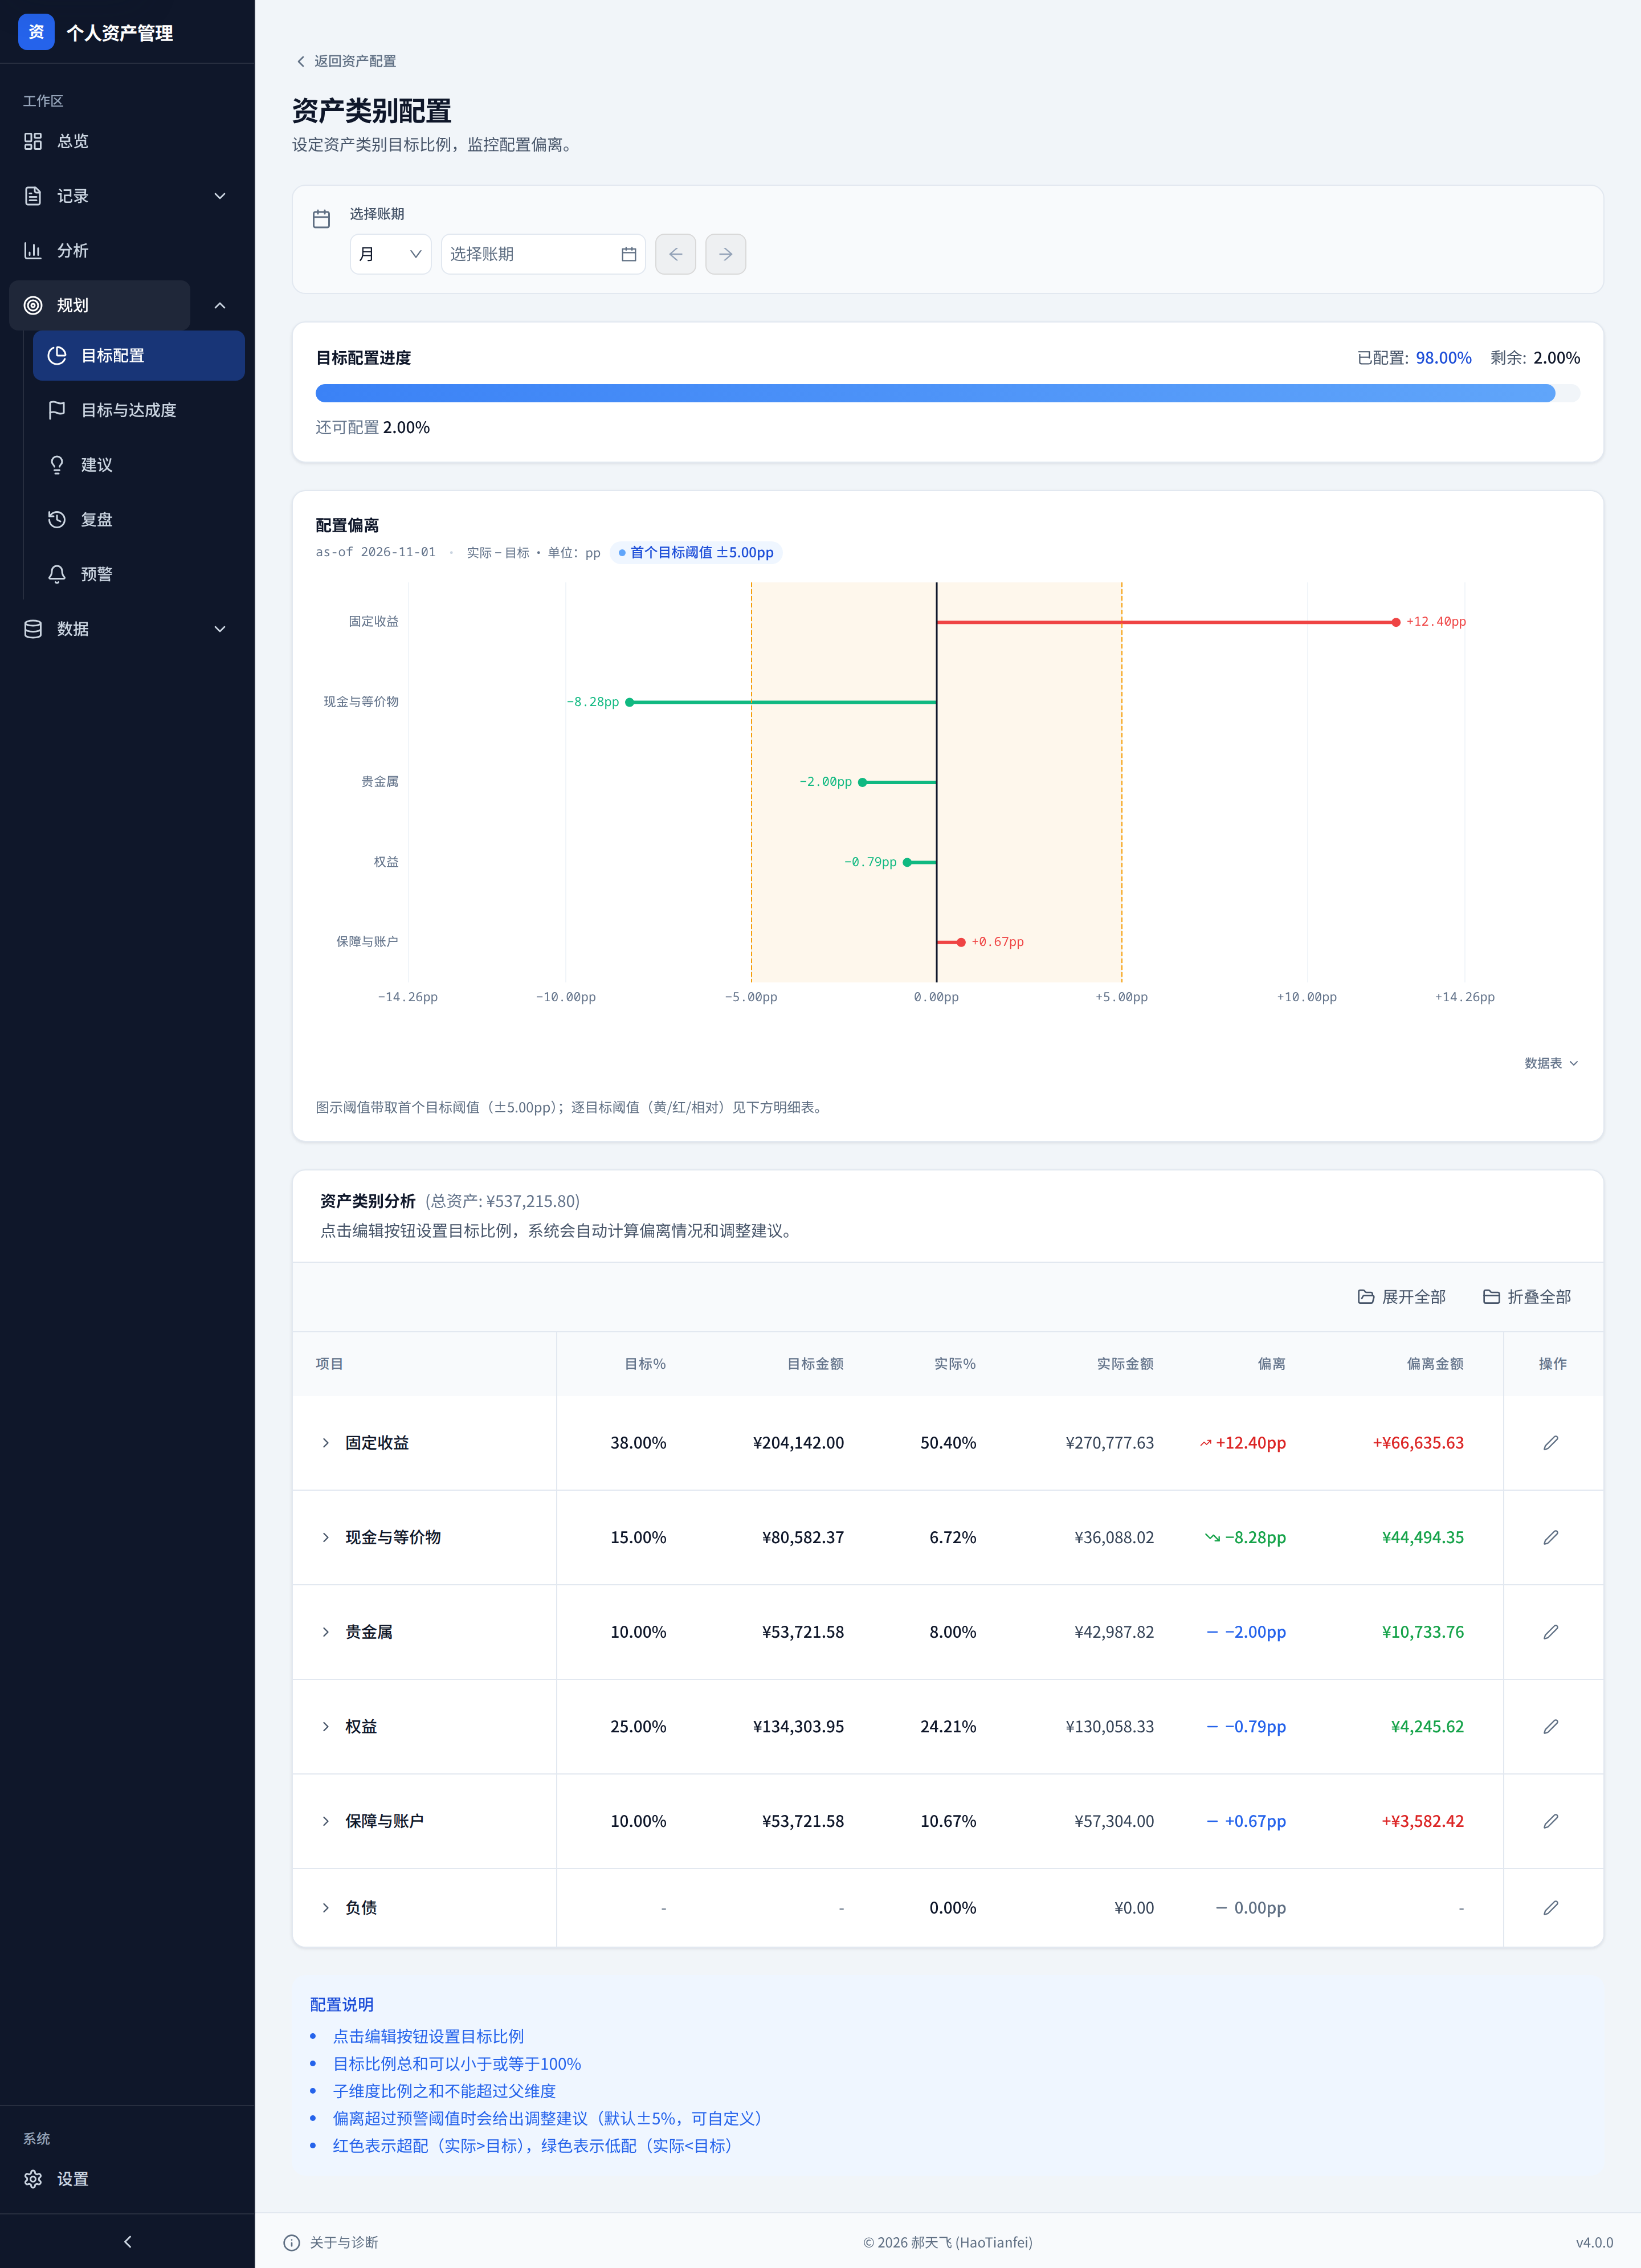 资 个人资产管理
工作区
总览
记录
分析
规划
目标配置
目标与达成度
建议
复盘
预警
数据
系统
设置
返回资产配置
资产类别配置
设定资产类别目标比例，监控配置偏离。
选择账期
月 选择账期
目标配置进度 已配置: 98.00% 剩余: 2.00%
还可配置 2.00%
配置偏离
as-of 2026-11-01 · 实际 − 目标 • 单位：pp 首个目标阈值 ±5.00pp
固定收益 +12.40pp
现金与等价物 −8.28pp
贵金属 −2.00pp
权益 −0.79pp
保障与账户 +0.67pp
−14.26pp −10.00pp −5.00pp 0.00pp +5.00pp +10.00pp +14.26pp
数据表
图示阈值带取首个目标阈值（±5.00pp）；逐目标阈值（黄/红/相对）见下方明细表。
资产类别分析 (总资产: ¥537,215.80)
点击编辑按钮设置目标比例，系统会自动计算偏离情况和调整建议。
展开全部 折叠全部
项目 目标% 目标金额 实际% 实际金额 偏离 偏离金额 操作
固定收益 38.00% ¥204,142.00 50.40% ¥270,777.63 +12.40pp +¥66,635.63
现金与等价物 15.00% ¥80,582.37 6.72% ¥36,088.02 −8.28pp ¥44,494.35
贵金属 10.00% ¥53,721.58 8.00% ¥42,987.82 −2.00pp ¥10,733.76
权益 25.00% ¥134,303.95 24.21% ¥130,058.33 −0.79pp ¥4,245.62
保障与账户 10.00% ¥53,721.58 10.67% ¥57,304.00 +0.67pp +¥3,582.42
负债 - - 0.00% ¥0.00 0.00pp -
配置说明
• 点击编辑按钮设置目标比例
• 目标比例总和可以小于或等于100%
• 子维度比例之和不能超过父维度
• 偏离超过预警阈值时会给出调整建议（默认±5%，可自定义）
• 红色表示超配（实际>目标），绿色表示低配（实际<目标）
关于与诊断 © 2026 郝天飞 (HaoTianfei) v4.0.0